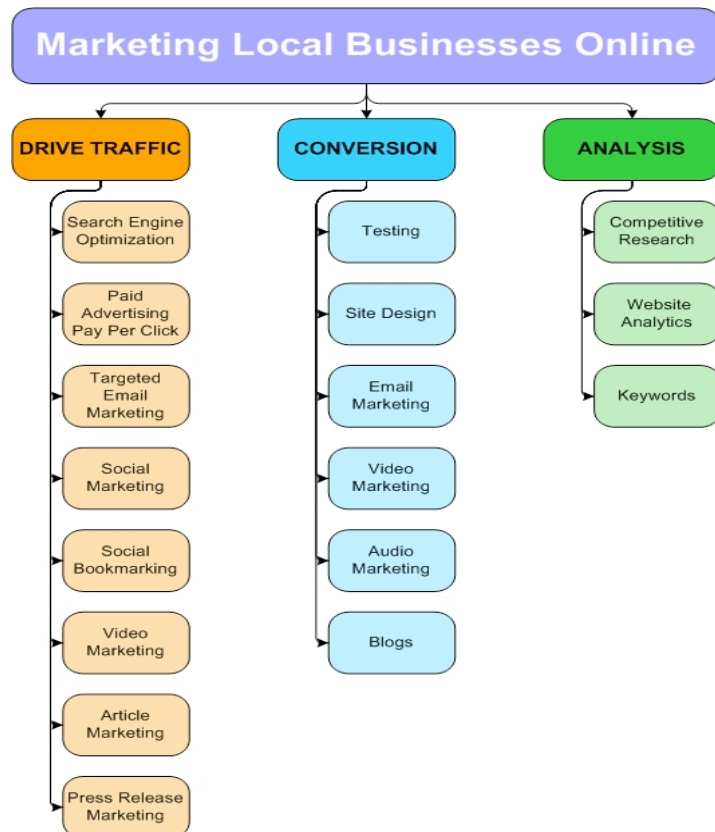 Marketing Local Businesses Online
DRIVE TRAFFIC
Search Engine
Optimization
Paid
Advertising
Pay Per Click
Targeted
Email
Marketing
Social
Marketing
Social
Bookmarking
Video
Marketing
Article
Marketing
Press Release
Marketing
CONVERSION
Testing
Site Design
Email
Marketing
Video
Marketing
Audio
Marketing
Blogs
ANALYSIS
Competitive
Research
Website
Analytics
Keywords